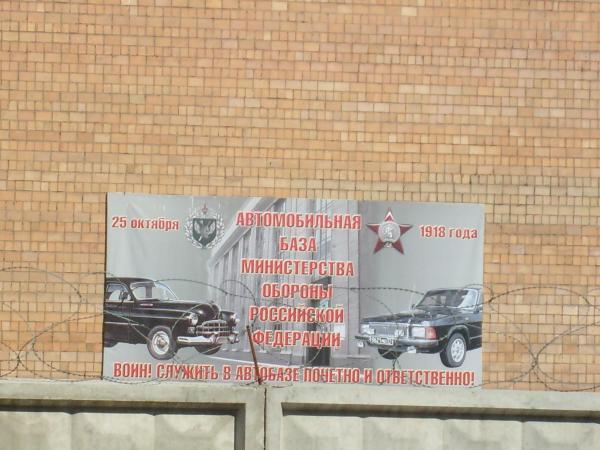 25 октября
АВТОМОБИЛЬНАЯ
1918 года
БАЗА
МИНИСТЕРСТВА
ОБОРОНЫ
РОССИЙСКОЙ
ФЕДЕРАЦИИ
ВОИН! СЛУЖИТЬ В АВТОБАЗЕ ПОЧЕТНО И ОТВЕТСТВЕННО!